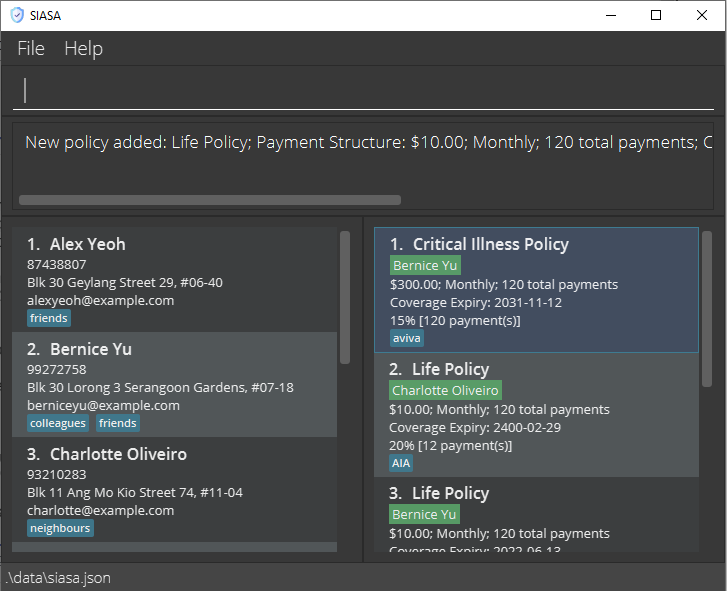 SIASA
File Help
New policy added: Life Policy; Payment Structure: $10.00; Monthly; 120 total payments; C
1. Alex Yeoh
87438807
Blk 30 Geylang Street 29, #06-40
alexyeoh@example.com
friends
2. Bernice Yu
99272758
Blk 30 Lorong 3 Serangoon Gardens, #07-18
berniceyu@example.com
colleagues friends
3. Charlotte Oliveiro
93210283
Blk 11 Ang Mo Kio Street 74, #11-04
charlotte@example.com
neighbours
1. Critical Illness Policy
Bernice Yu
$300.00; Monthly; 120 total payments
Coverage Expiry: 2031-11-12
15% [120 payment(s)]
aviva
2. Life Policy
Charlotte Oliveiro
$10.00; Monthly; 120 total payments
Coverage Expiry: 2400-02-29
20% [12 payment(s)]
AIA
3. Life Policy
Bernice Yu
$10.00; Monthly; 120 total payments
Coverage Expiry: 2022-06-13
.\data\siasa.json